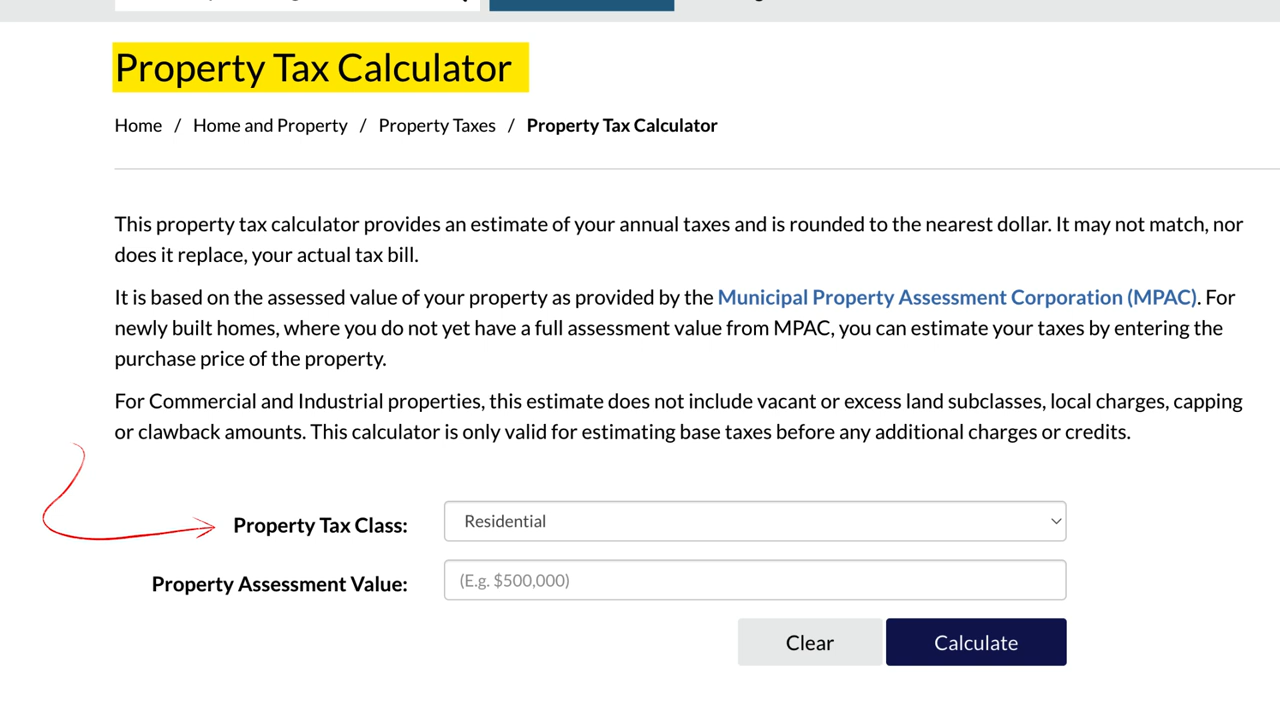 Property Tax Calculator
Home / Home and Property / Property Taxes / Property Tax Calculator
This property tax calculator provides an estimate of your annual taxes and is rounded to the nearest dollar. It may not match, nor
does it replace, your actual tax bill.
It is based on the assessed value of your property as provided by the Municipal Property Assessment Corporation (MPAC). For
newly built homes, where you do not yet have a full assessment value from MPAC, you can estimate your taxes by entering the
purchase price of the property.
For Commercial and Industrial properties, this estimate does not include vacant or excess land subclasses, local charges, capping
or clawback amounts. This calculator is only valid for estimating base taxes before any additional charges or credits.
Property Tax Class: Residential
Property Assessment Value: (E.g. $500,000)
Clear Calculate